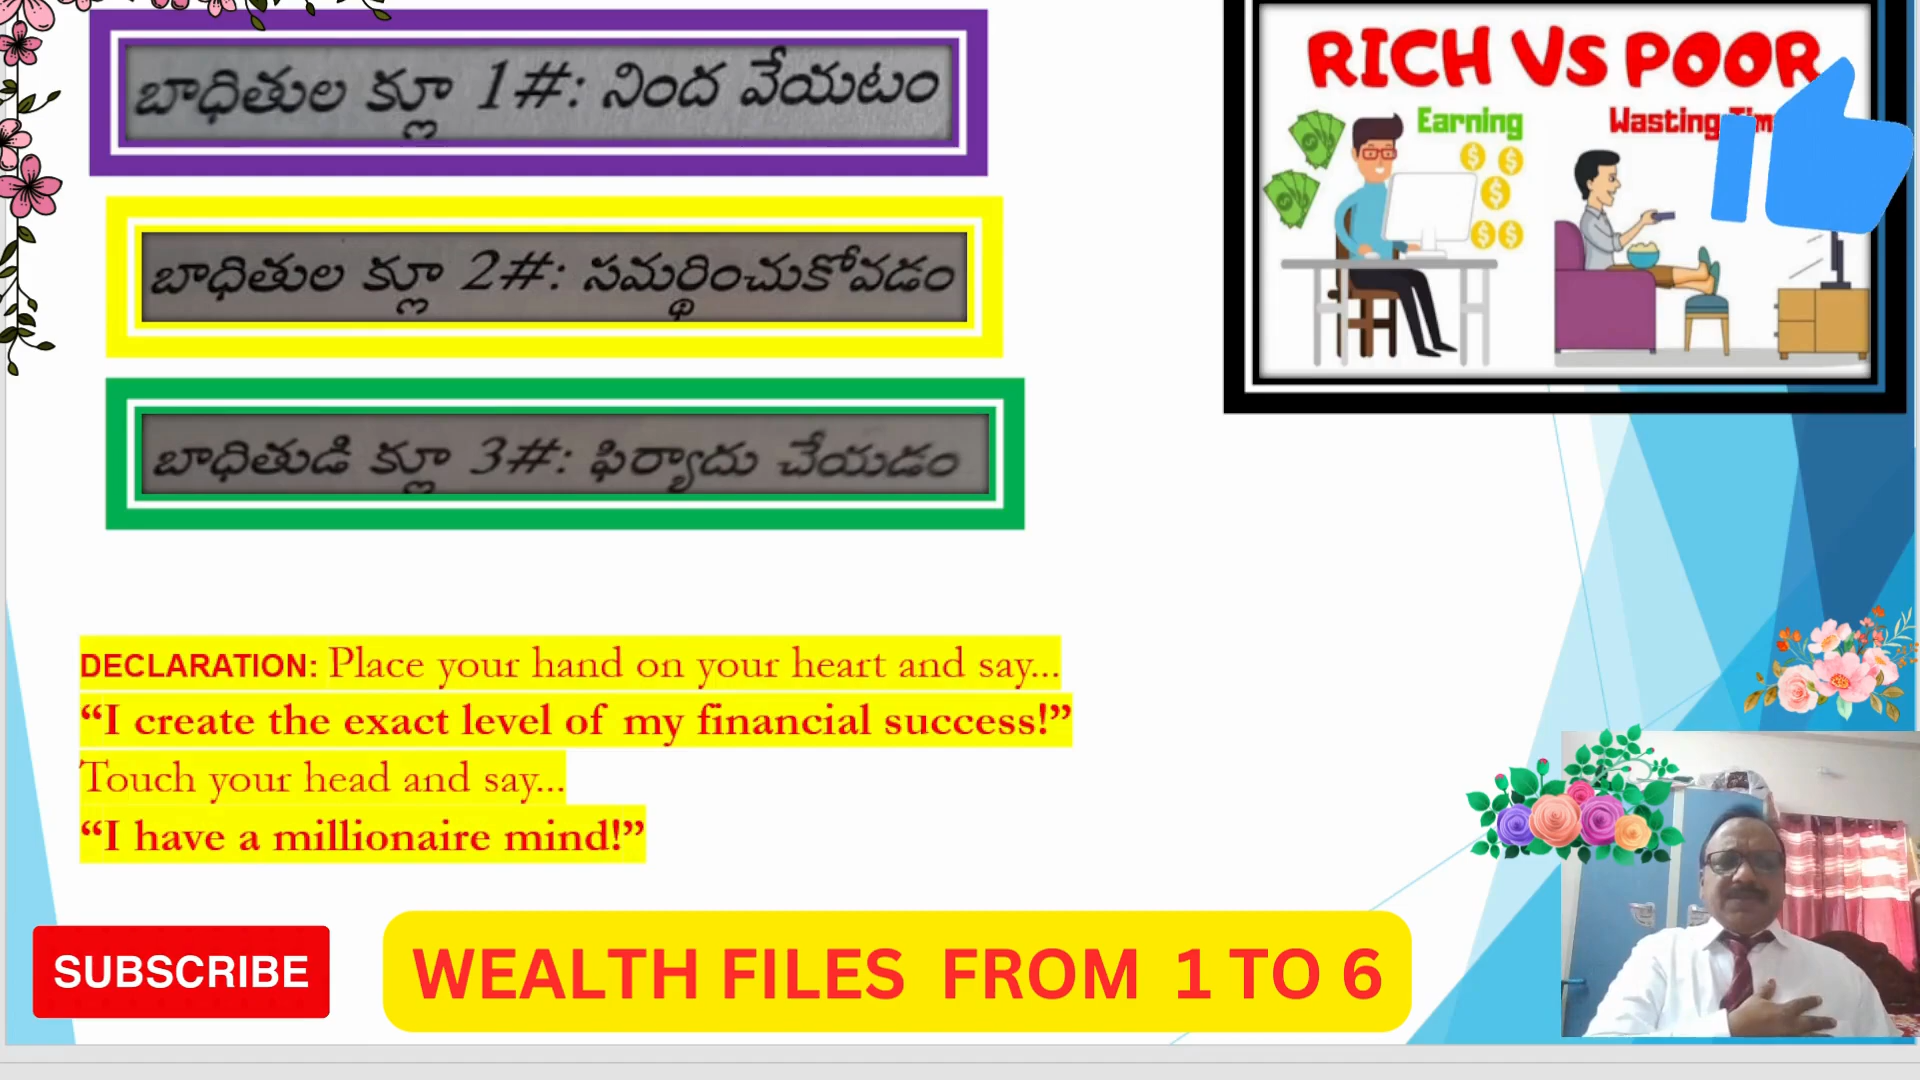 బాధితుల క్లూ 1#: నింద వేయటం
బాధితుల క్లూ 2#: సమర్థించుకోవడం
బాధితుడి క్లూ 3#: ఫిర్యాదు చేయడం
RICH Vs POOR
Earning
Wasting
DECLARATION: Place your hand on your heart and say...
“I create the exact level of my financial success!”
Touch your head and say...
“I have a millionaire mind!”
SUBSCRIBE
WEALTH FILES FROM 1 TO 6